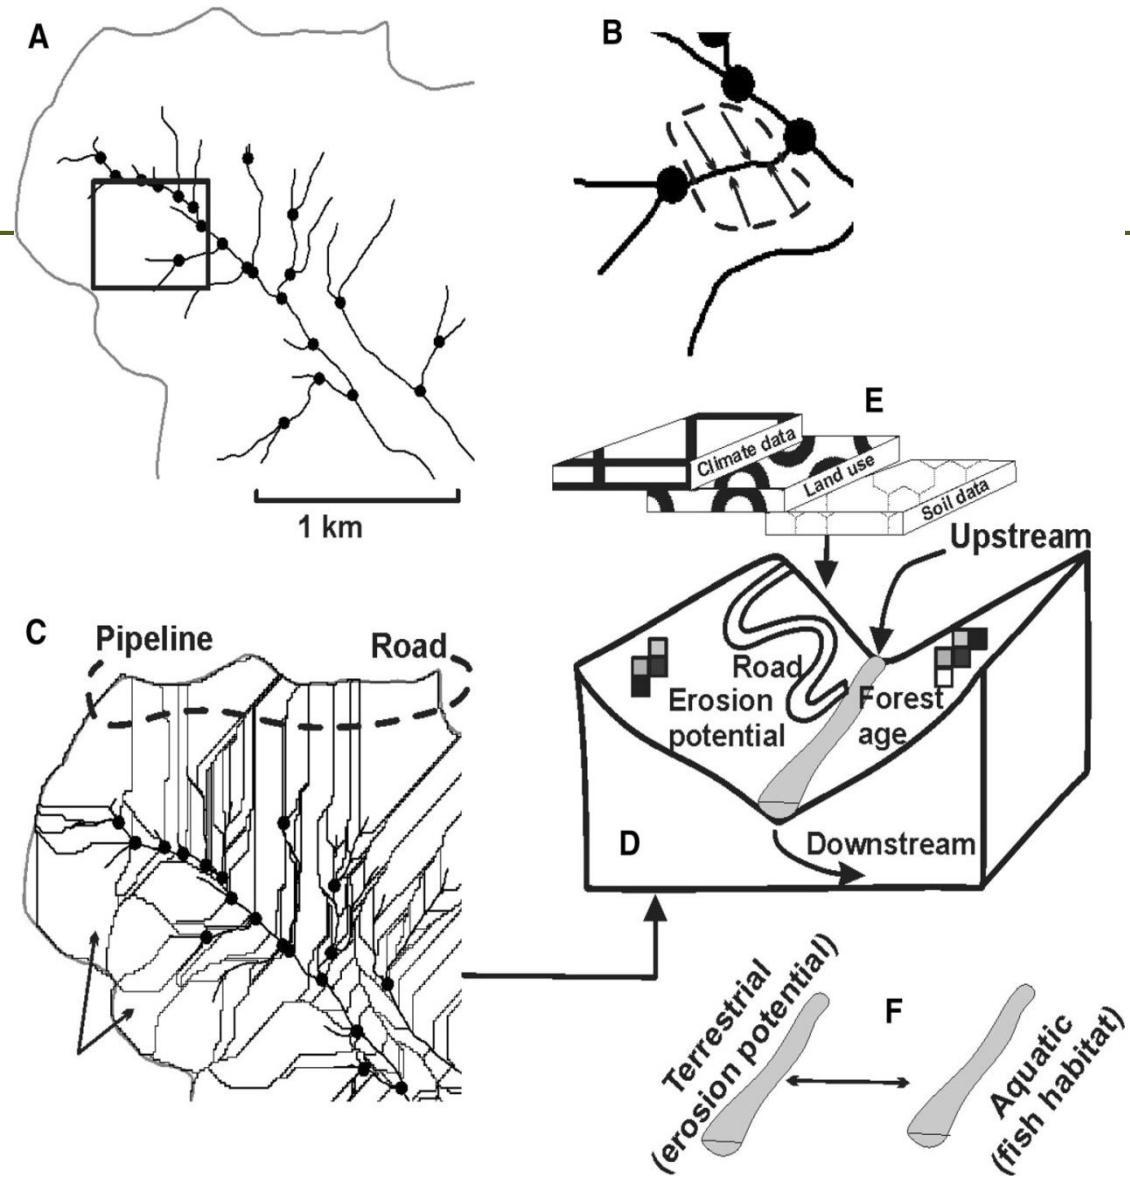 A
B
1 km
E
Climate data
Land use
Soil data
Upstream
C
Pipeline
Road
Road
Erosion
potential
Forest
age
D
Downstream
F
Terrestrial
(erosion potential)
Aquatic
(fish habitat)